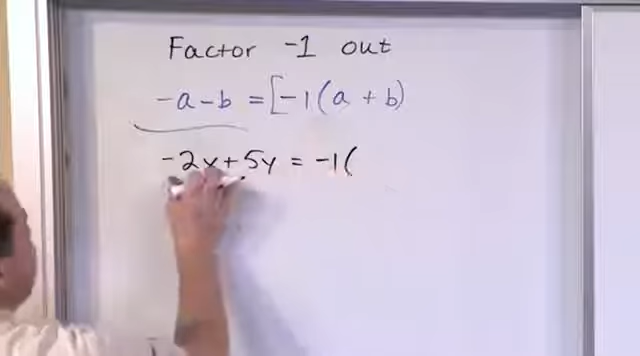 Factor -1 out
-a-b = [-1(a + b)
-2x+5y = -1(